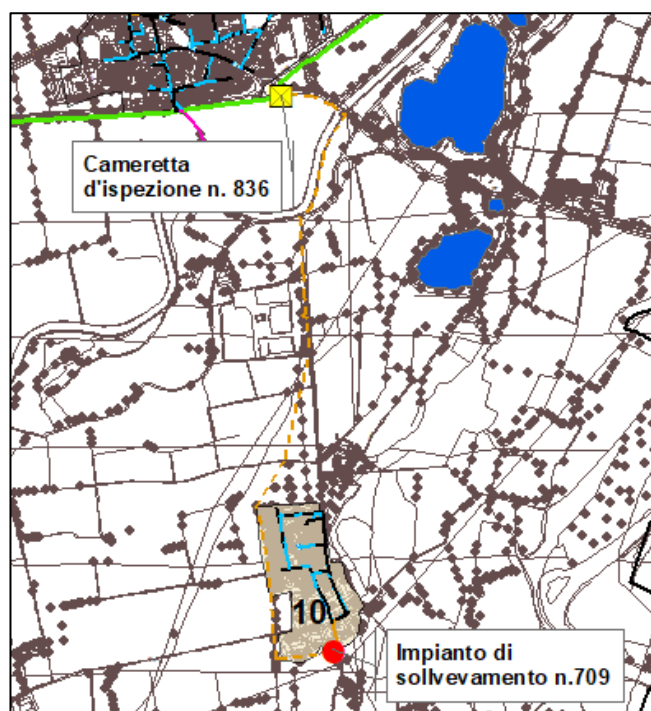 Cameretta
d'ispezione n. 836
10
Impianto di
sollvevamento n.709